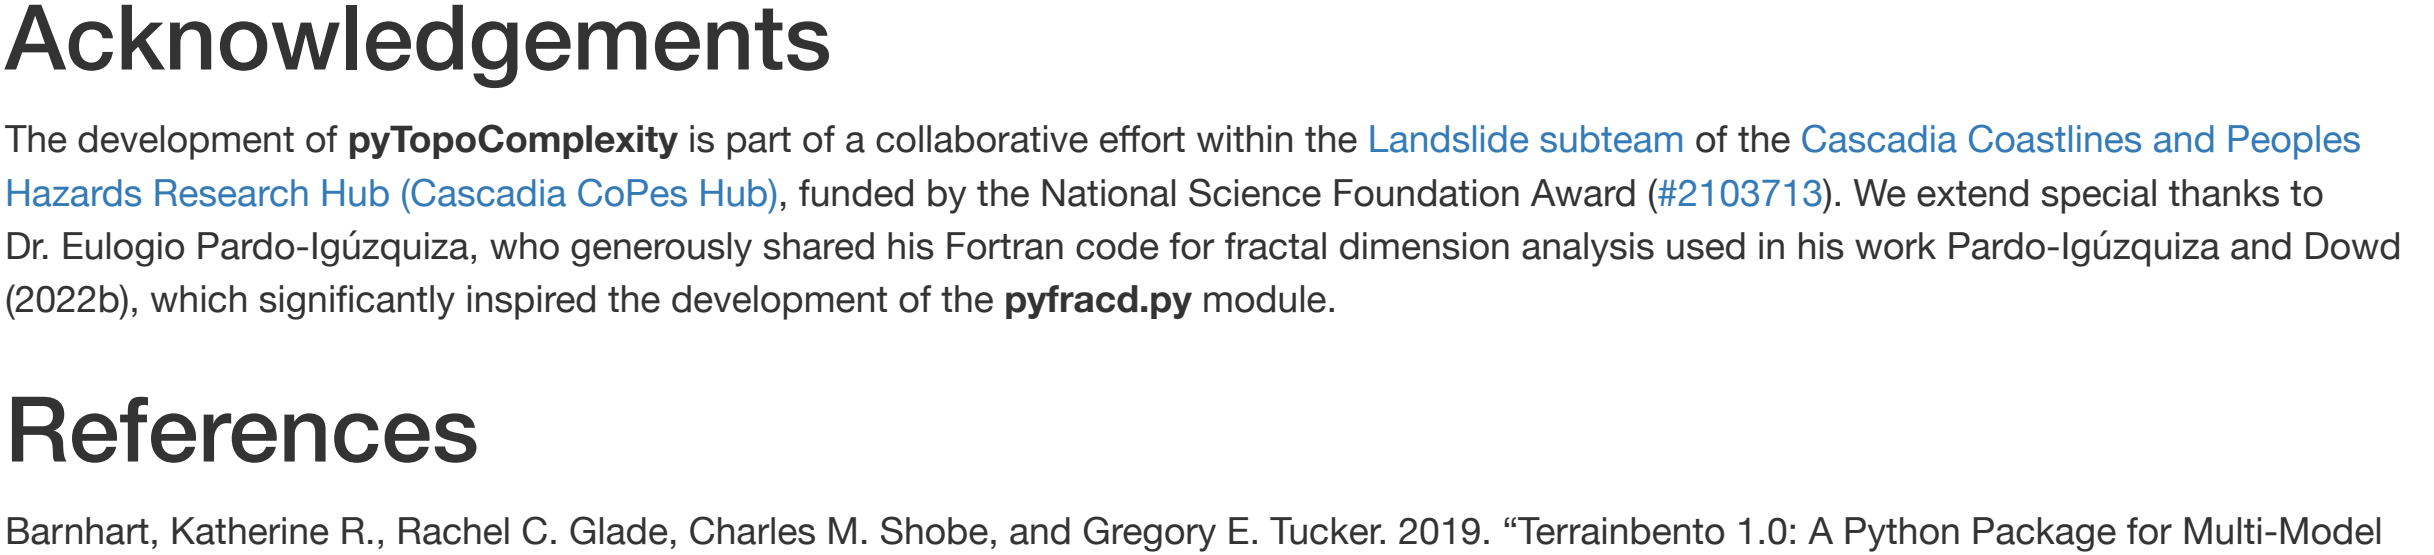 Acknowledgements
The development of pyTopoComplexity is part of a collaborative effort within the Landslide subteam of the Cascadia Coastlines and Peoples
Hazards Research Hub (Cascadia CoPes Hub), funded by the National Science Foundation Award (#2103713). We extend special thanks to
Dr. Eulogio Pardo-Igúzquiza, who generously shared his Fortran code for fractal dimension analysis used in his work Pardo-Igúzquiza and Dowd
(2022b), which significantly inspired the development of the pyfracd.py module.
References
Barnhart, Katherine R., Rachel C. Glade, Charles M. Shobe, and Gregory E. Tucker. 2019. “Terrainbento 1.0: A Python Package for Multi-Model